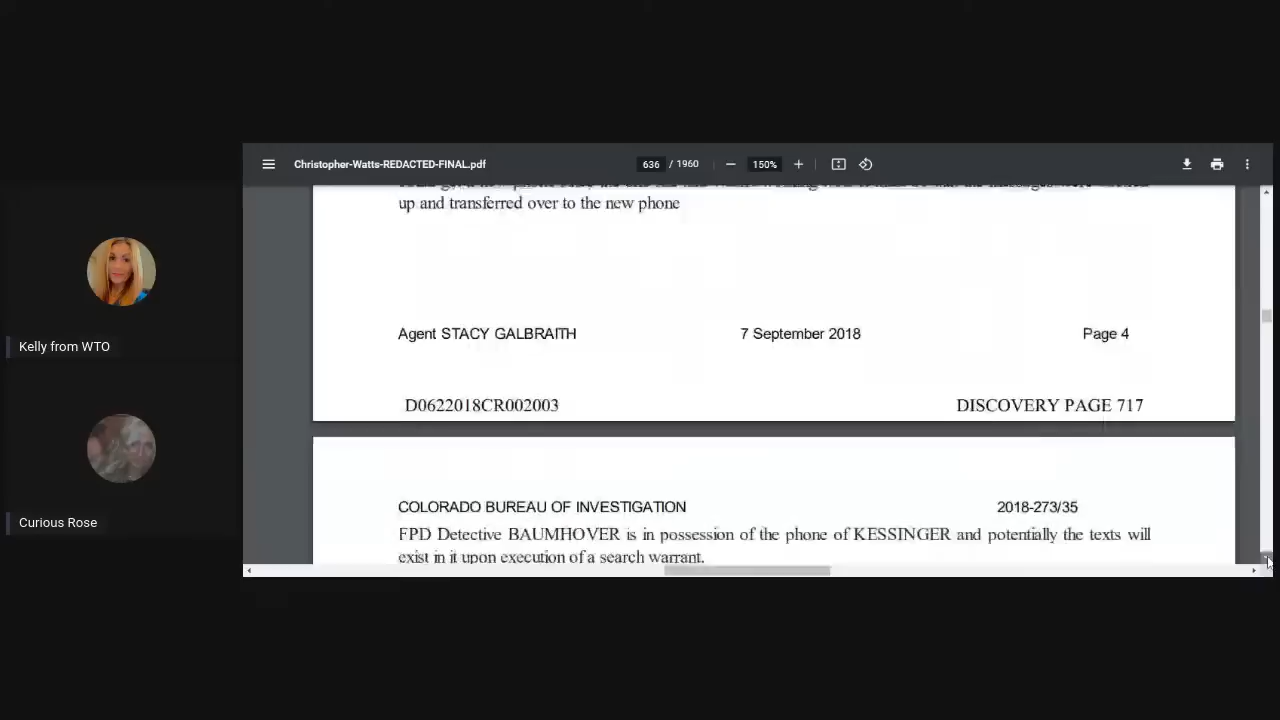 Christopher-Watts-REDACTED-FINAL.pdf 636 / 1960 150%
up and transferred over to the new phone
Agent STACY GALBRAITH 7 September 2018 Page 4
D0622018CR002003 DISCOVERY PAGE 717
COLORADO BUREAU OF INVESTIGATION 2018-273/35
FPD Detective BAUMHOVER is in possession of the phone of KESSINGER and potentially the texts will
exist in it upon execution of a search warrant.
Kelly from WTO
Curious Rose